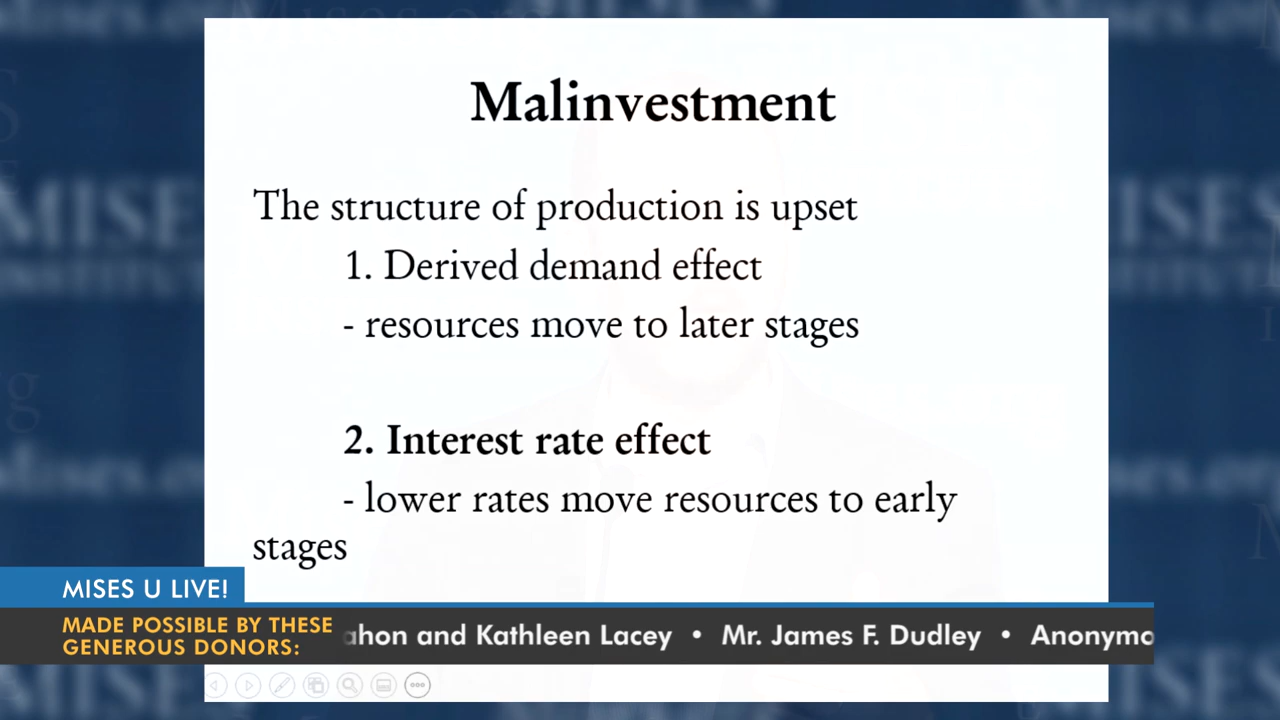 Malinvestment
The structure of production is upset
1. Derived demand effect
- resources move to later stages
2. Interest rate effect
- lower rates move resources to early
stages
MISES U LIVE!
MADE POSSIBLE BY THESE
GENEROUS DONORS:
ahon and Kathleen Lacey • Mr. James F. Dudley • Anonymo